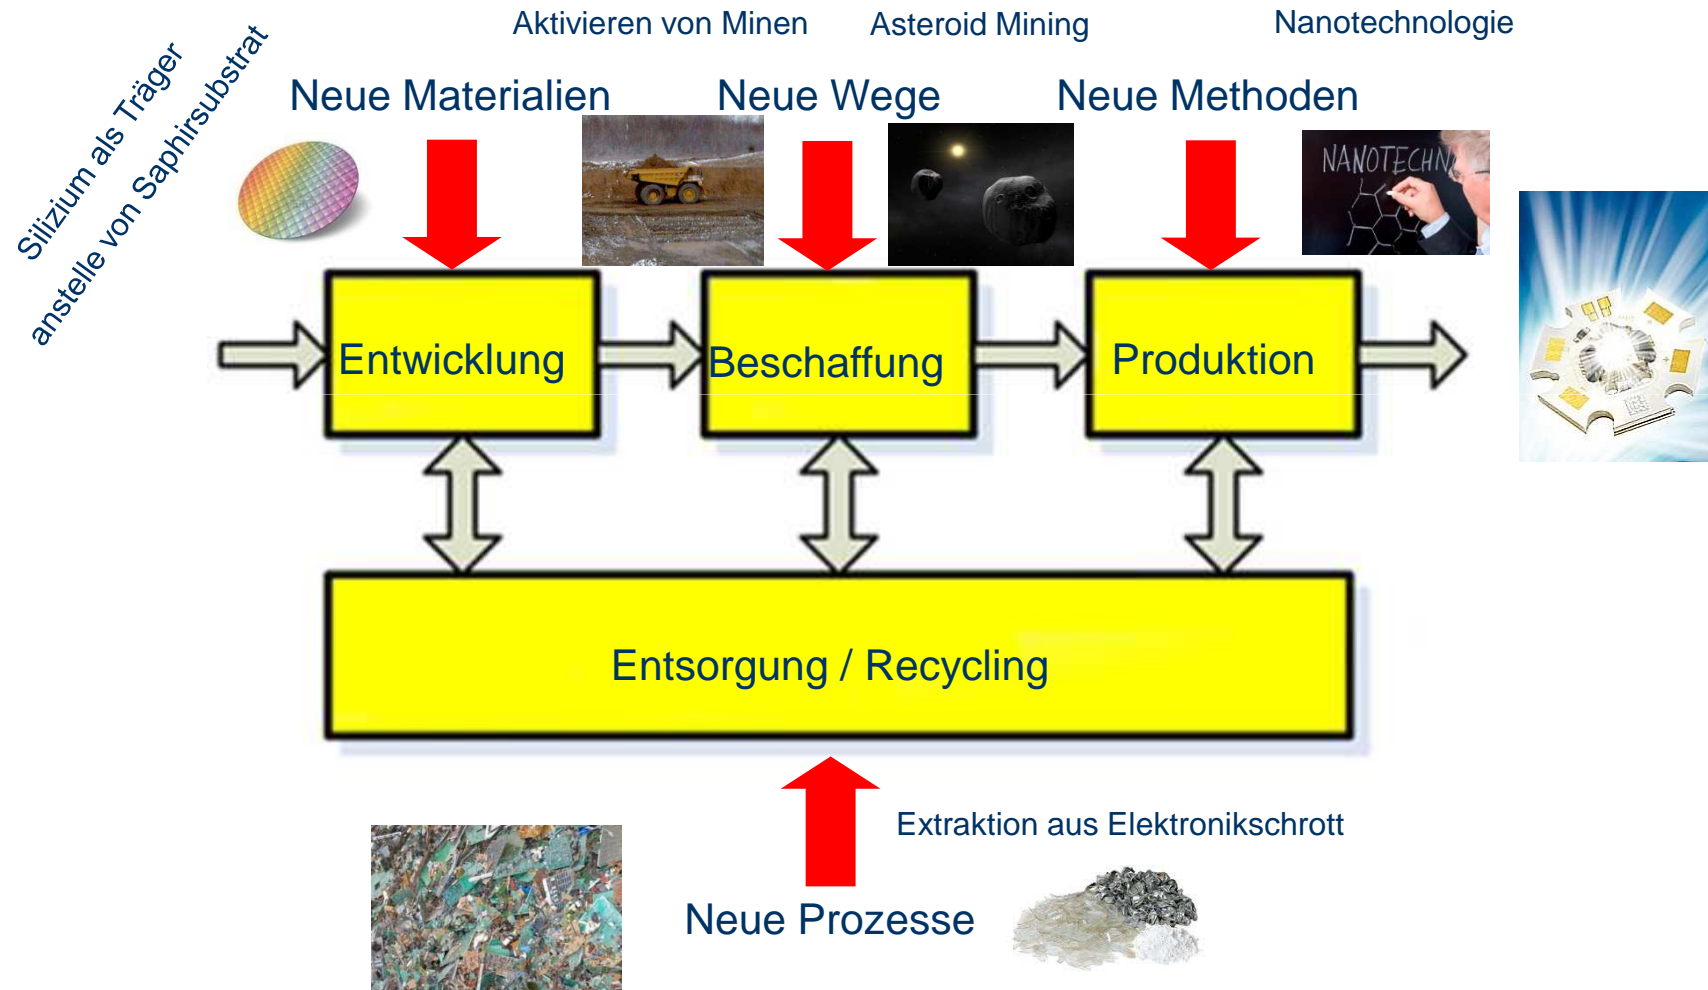 Aktivieren von Minen
Asteroid Mining
Nanotechnologie
Silizium als Träger
anstelle von Saphirsubstrat
Neue Materialien
Neue Wege
Neue Methoden
NANOTECHN
Entwicklung
Beschaffung
Produktion
Entsorgung / Recycling
Extraktion aus Elektronikschrott
Neue Prozesse